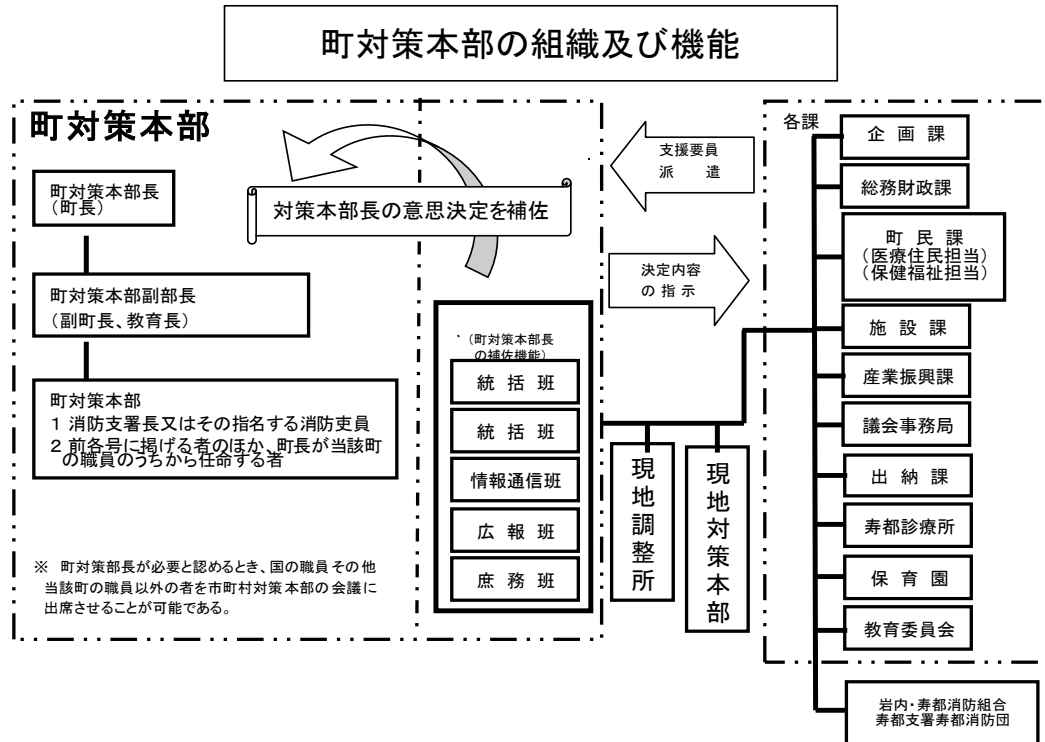 町対策本部の組織及び機能
町対策本部
町対策本部長
（町長）
町対策本部副部長
（副町長、教育長）
町対策本部
1 消防支署長又はその指名する消防吏員
2 前各号に掲げる者のほか、町長が当該町
の職員のうちから任命する者
※ 町対策部長が必要と認めるとき、国の職員その他
当該町の職員以外の者を市町村対策本部の会議に
出席させることが可能である。
対策本部長の意思決定を補佐
（町対策本部長
の補佐機能）
統括班
統括班
情報通信班
広報班
庶務班
支援要員
派遣
決定内容
の指示
現地調整所
現地対策本部
各課
企画課
総務財政課
町民課
（医療住民担当）
（保健福祉担当）
施設課
産業振興課
議会事務局
出納課
寿都診療所
保育園
教育委員会
岩内・寿都消防組合
寿都支署寿都消防団